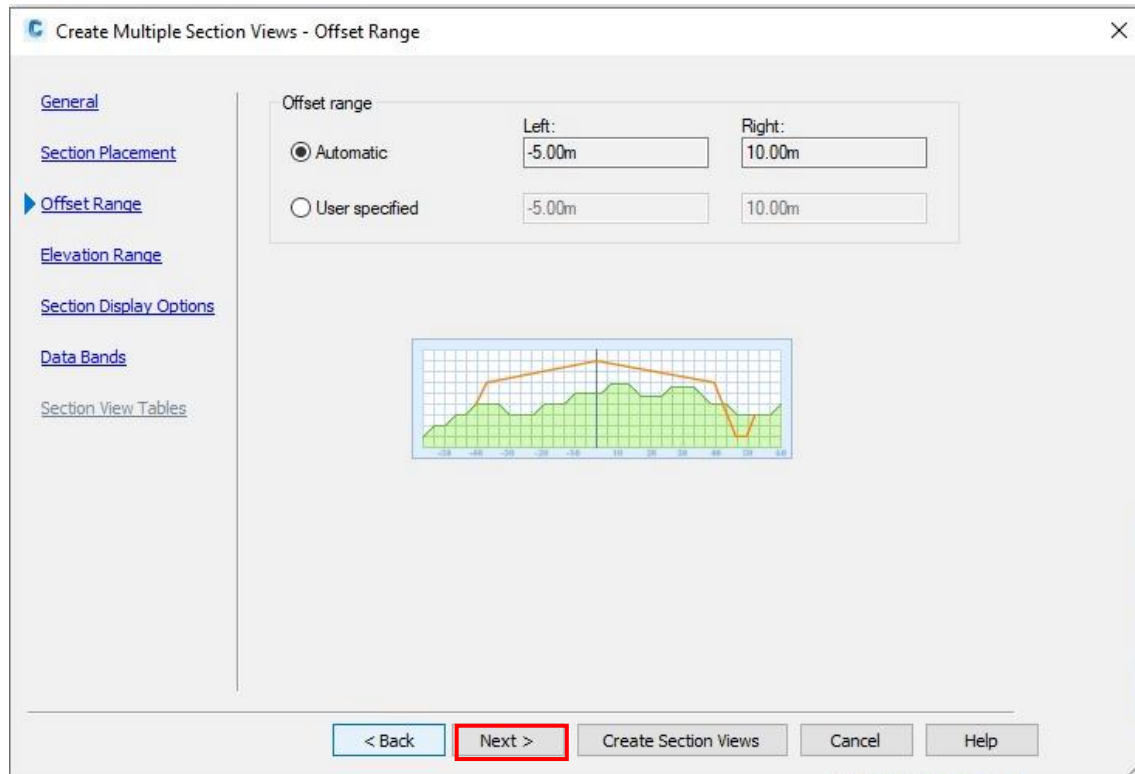 Create Multiple Section Views - Offset Range
General
Section Placement
Offset Range
Elevation Range
Section Display Options
Data Bands
Section View Tables
Offset range
Left: Right:
Automatic -5.00m 10.00m
User specified -5.00m 10.00m
< Back Next > Create Section Views Cancel Help